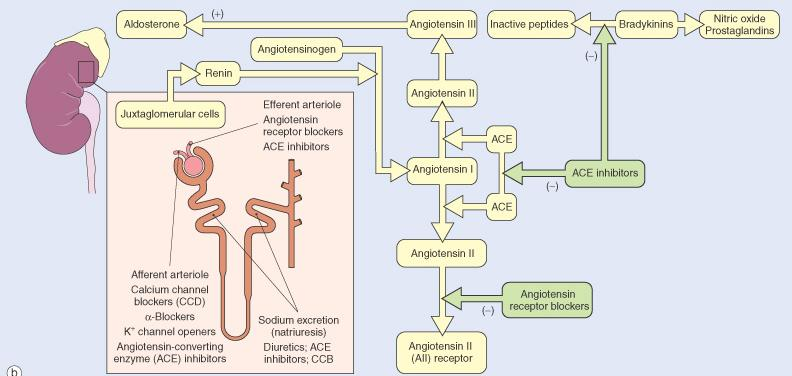 Aldosterone
(+)
Angiotensin III
Inactive peptides
Bradykinins
Nitric oxide
Prostaglandins
Angiotensinogen
(–)
Renin
Angiotensin II
Juxtaglomerular cells
Efferent arteriole
Angiotensin
receptor blockers
ACE inhibitors
ACE
Angiotensin I
ACE inhibitors
(–)
ACE
Angiotensin II
Afferent arteriole
Calcium channel
blockers (CCD)
α-Blockers
K⁺ channel openers
Angiotensin-converting
enzyme (ACE) inhibitors
Sodium excretion
(natriuresis)
Diuretics; ACE
inhibitors; CCB
Angiotensin
receptor blockers
(–)
Angiotensin II
(AII) receptor
b